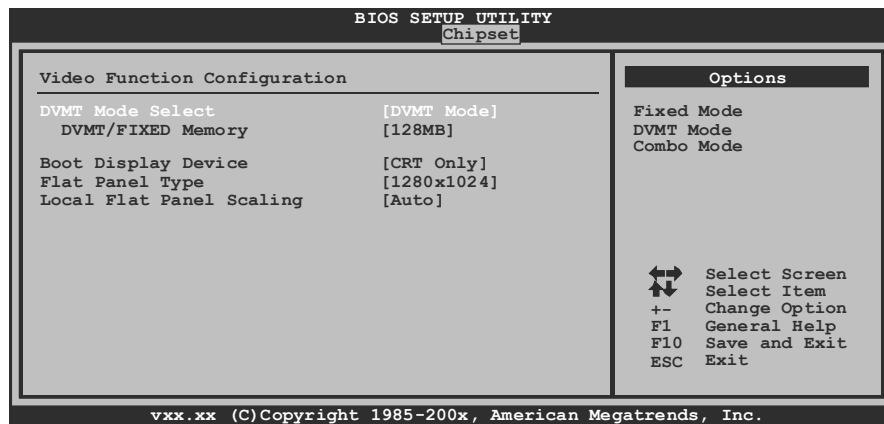 BIOS SETUP UTILITY
Chipset
Video Function Configuration
DVMT Mode Select [DVMT Mode]
DVMT/FIXED Memory [128MB]
Boot Display Device [CRT Only]
Flat Panel Type [1280x1024]
Local Flat Panel Scaling [Auto]
Options
Fixed Mode
DVMT Mode
Combo Mode
Select Screen
Select Item
+- Change Option
F1 General Help
F10 Save and Exit
ESC Exit
vxx.xx (C)Copyright 1985-200x, American Megatrends, Inc.